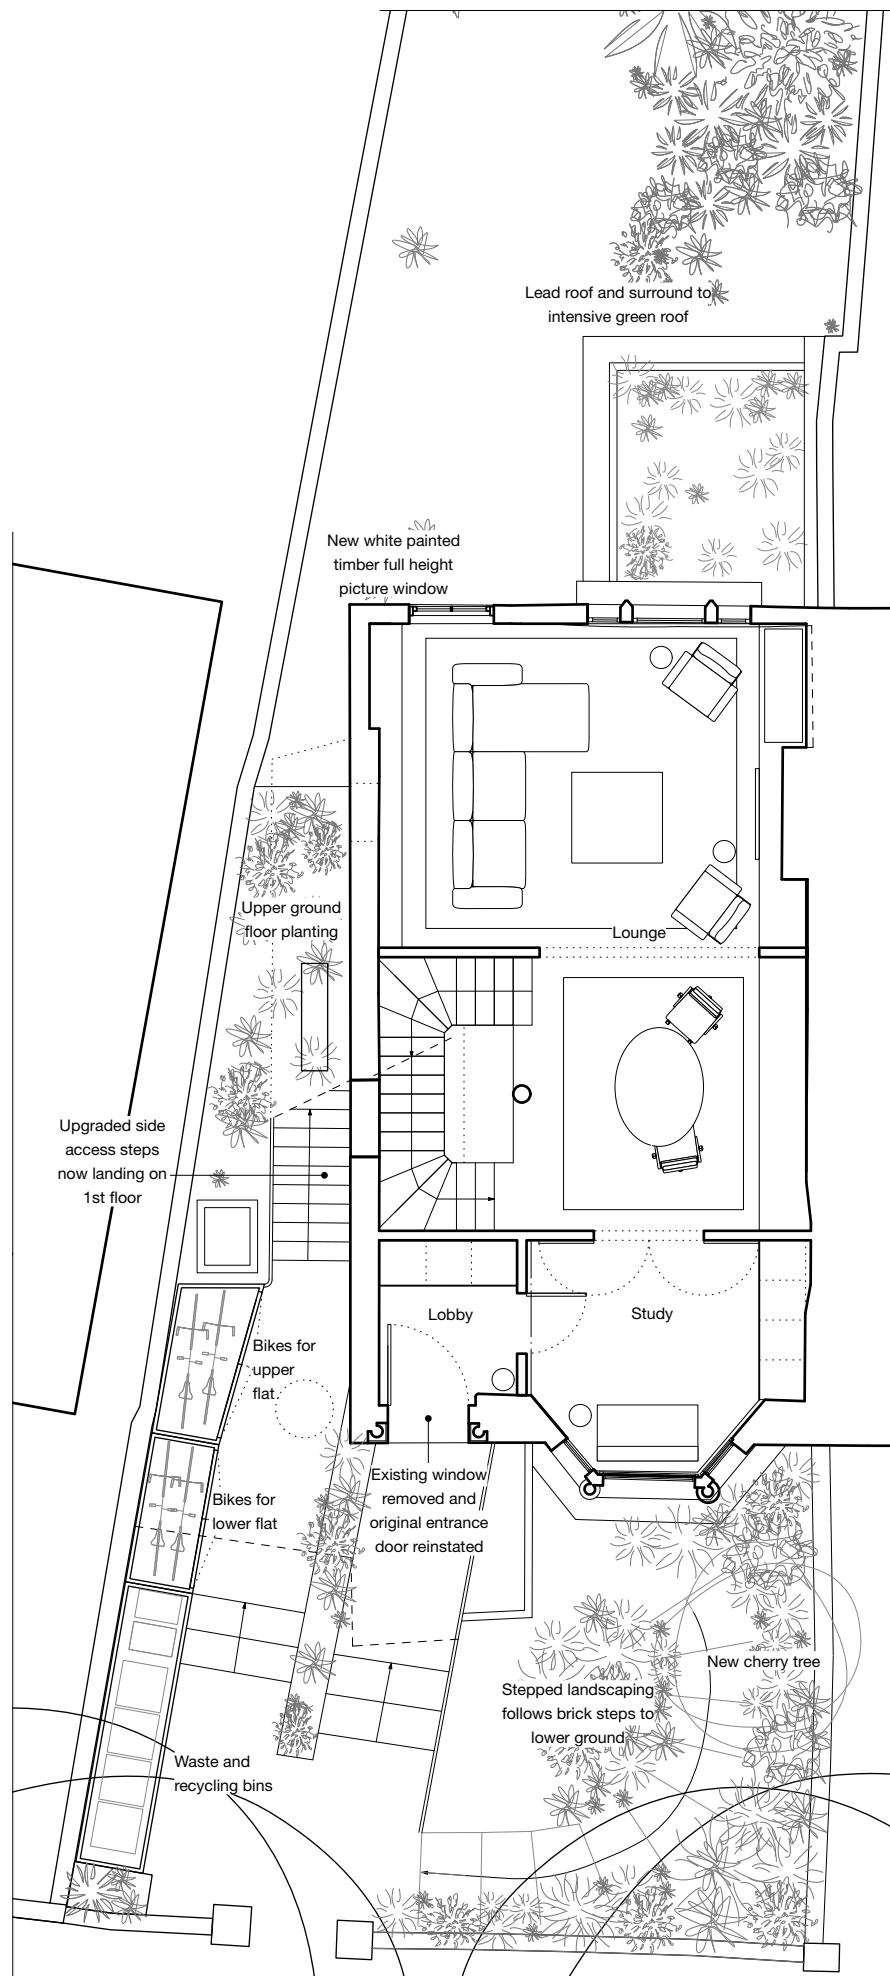 Lead roof and surround to
intensive green roof
New white painted
timber full height
picture window
Upper ground
floor planting
Lounge
Upgraded side
access steps
now landing on
1st floor
Lobby
Study
Bikes for
upper
flat
Existing window
removed and
original entrance
door reinstated
Bikes for
lower flat
New cherry tree
Stepped landscaping
follows brick steps to
lower ground
Waste and
recycling bins